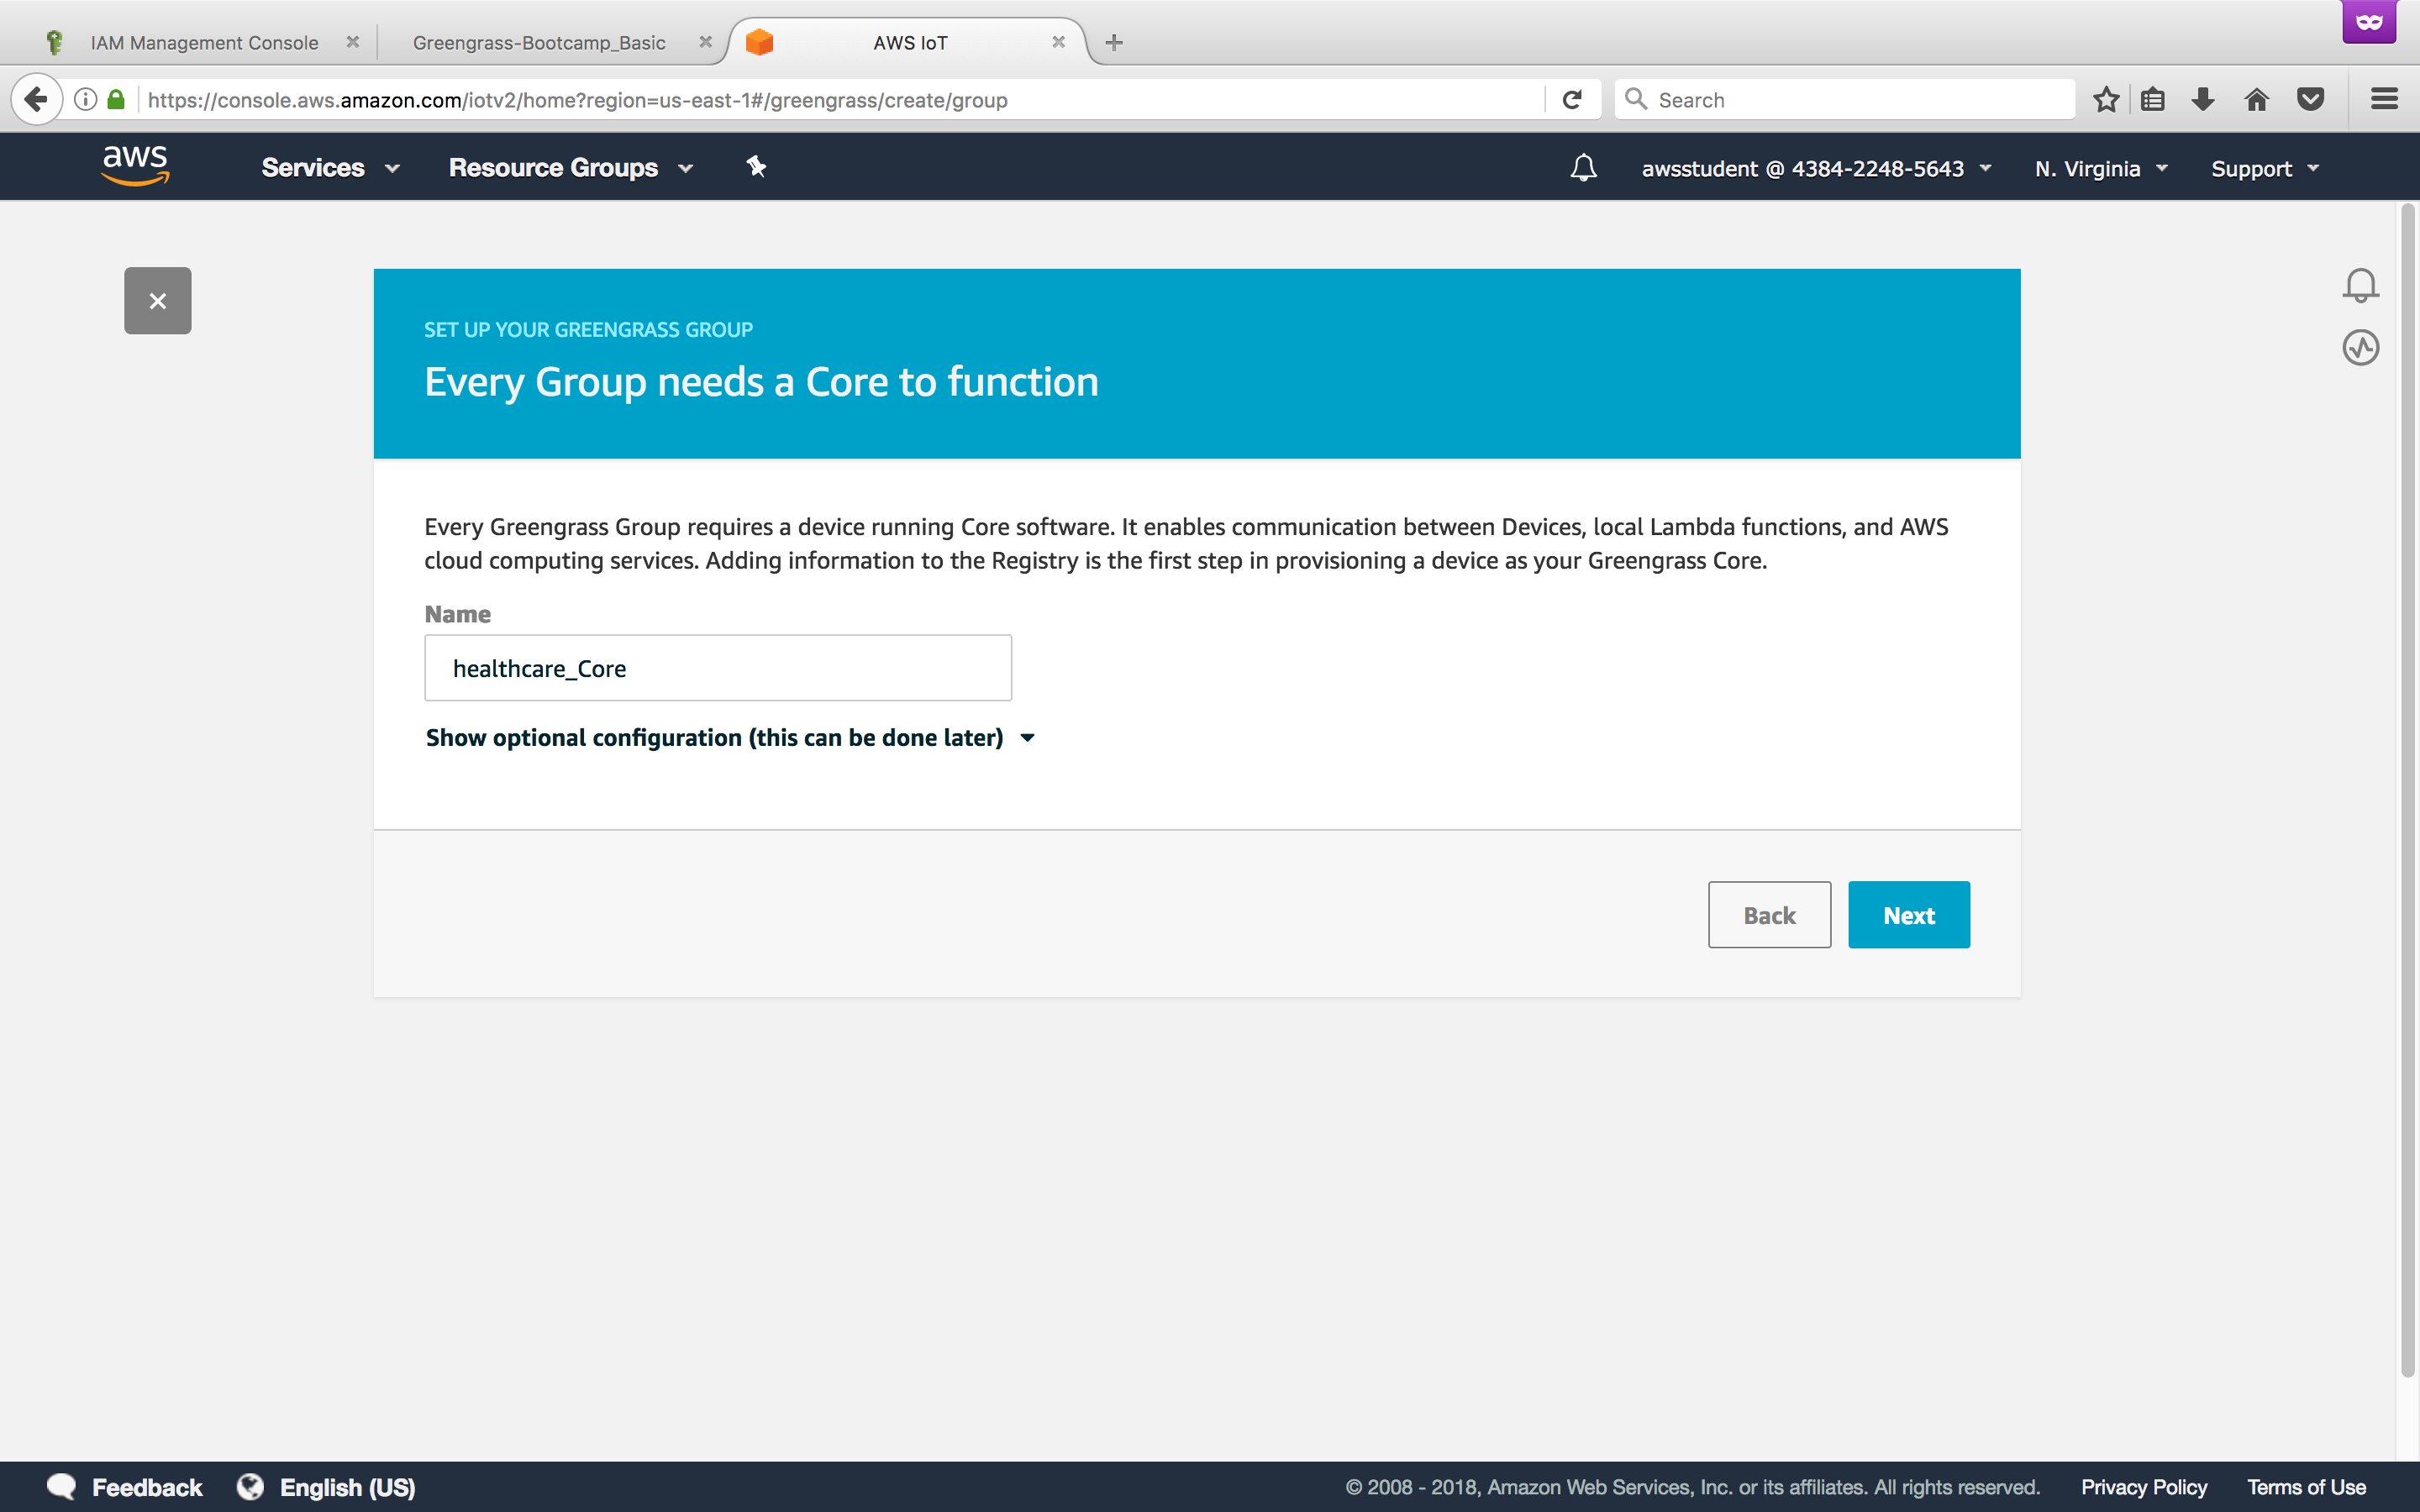 IAM Management Console
Greengrass-Bootcamp_Basic
AWS IoT
https://console.aws.amazon.com/iotv2/home?region=us-east-1#/greengrass/create/group
Search
aws
Services
Resource Groups
awsstudent @ 4384-2248-5643
N. Virginia
Support
SET UP YOUR GREENGRASS GROUP
Every Group needs a Core to function
Every Greengrass Group requires a device running Core software. It enables communication between Devices, local Lambda functions, and AWS
cloud computing services. Adding information to the Registry is the first step in provisioning a device as your Greengrass Core.
Name
healthcare_Core
Show optional configuration (this can be done later)
Back
Next
Feedback
English (US)
© 2008 - 2018, Amazon Web Services, Inc. or its affiliates. All rights reserved.
Privacy Policy
Terms of Use